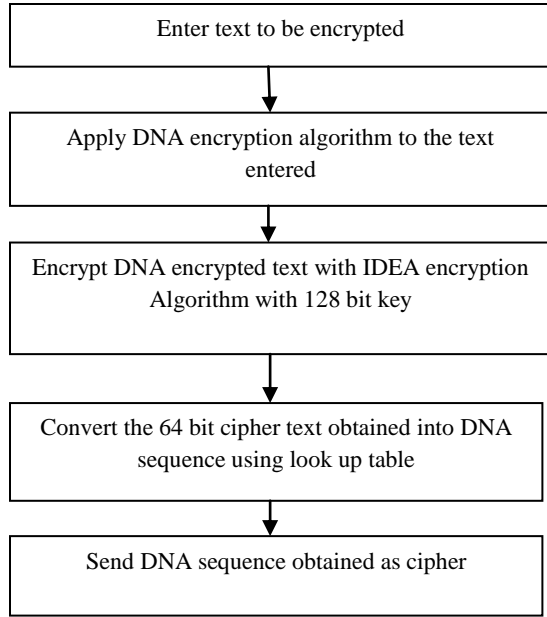 Enter text to be encrypted
Apply DNA encryption algorithm to the text
entered
Encrypt DNA encrypted text with IDEA encryption
Algorithm with 128 bit key
Convert the 64 bit cipher text obtained into DNA
sequence using look up table
Send DNA sequence obtained as cipher